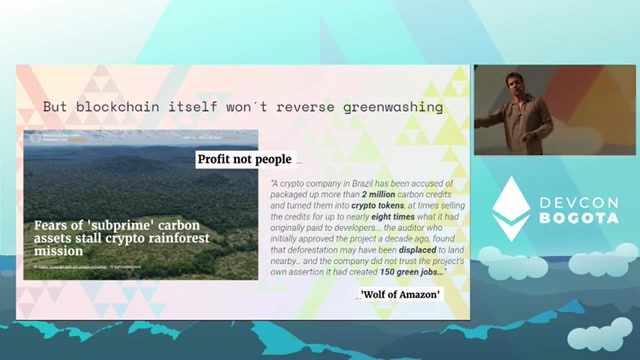 But blockchain itself won´t reverse greenwashing
Profit not people ...
Fears of 'subprime' carbon
assets stall crypto rainforest
mission
"A crypto company in Brazil has been accused of
packaged up more than 2 million carbon credits
and turned them into crypto tokens, at times selling
the credits for up to nearly eight times what it had
originally paid to developers... the auditor who
initially approved the project a decade ago, found
that deforestation may have been displaced to land
nearby... and the company did not trust the project's
own assertion it had created 150 green jobs..."
...'Wolf of Amazon'
DEVCON
BOGOTA